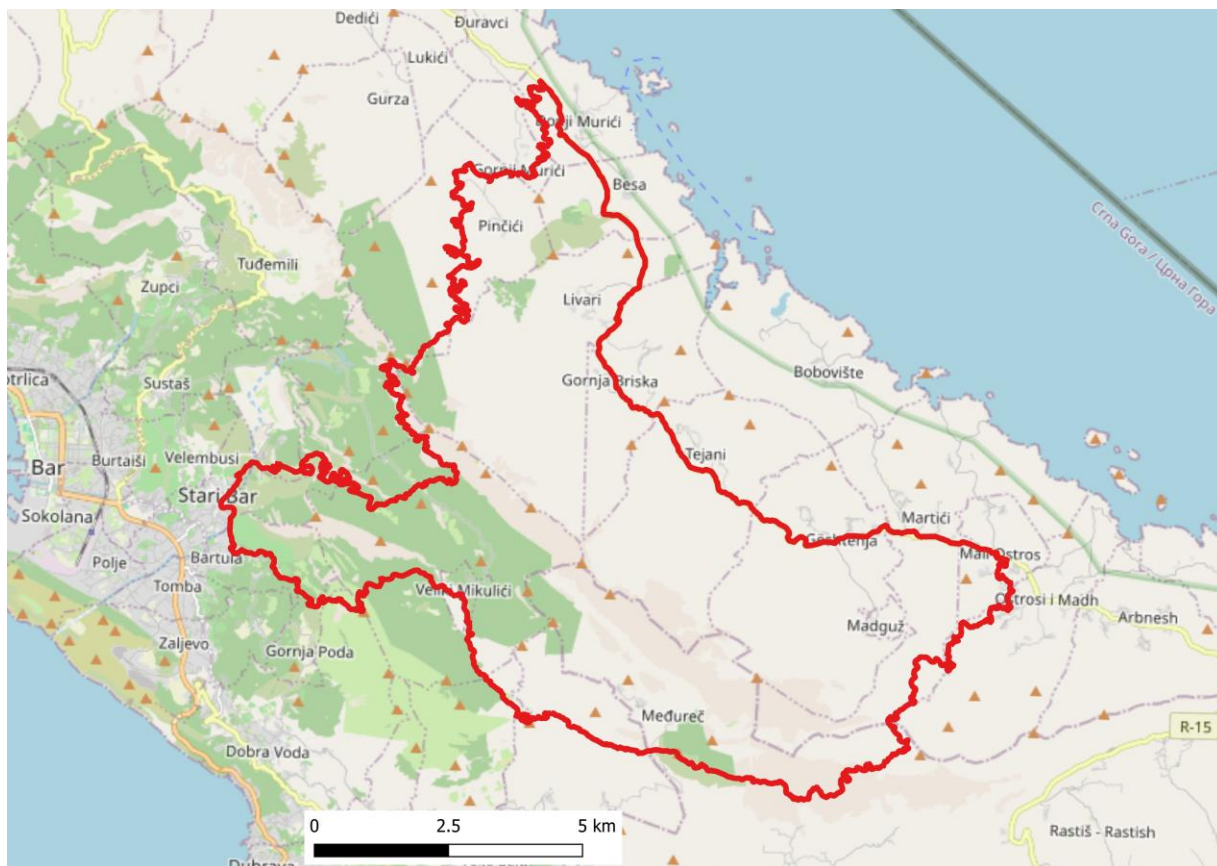 Dedići
Đuravci
Lukići
Gurza
Donji Murići
Gornji Murići
Besa
Pinčići
Crna Gora / Црна Гора
Tuđemili
Zupci
Livari
Sustaš
Gornja Briska
Bobovište
Bar
Burtaiši
Velembusi
Tejani
Stari Bar
Sokolana
Martići
Polje
Bartula
Mali Ostros
Tomba
Veliki Mikulići
Ostrosi i Madh
Arbnesh
Madguž
Zaljevo
Gornja Poda
Međureč
R-15
Dobra Voda
0 2.5 5 km
Rastiš - Rastish